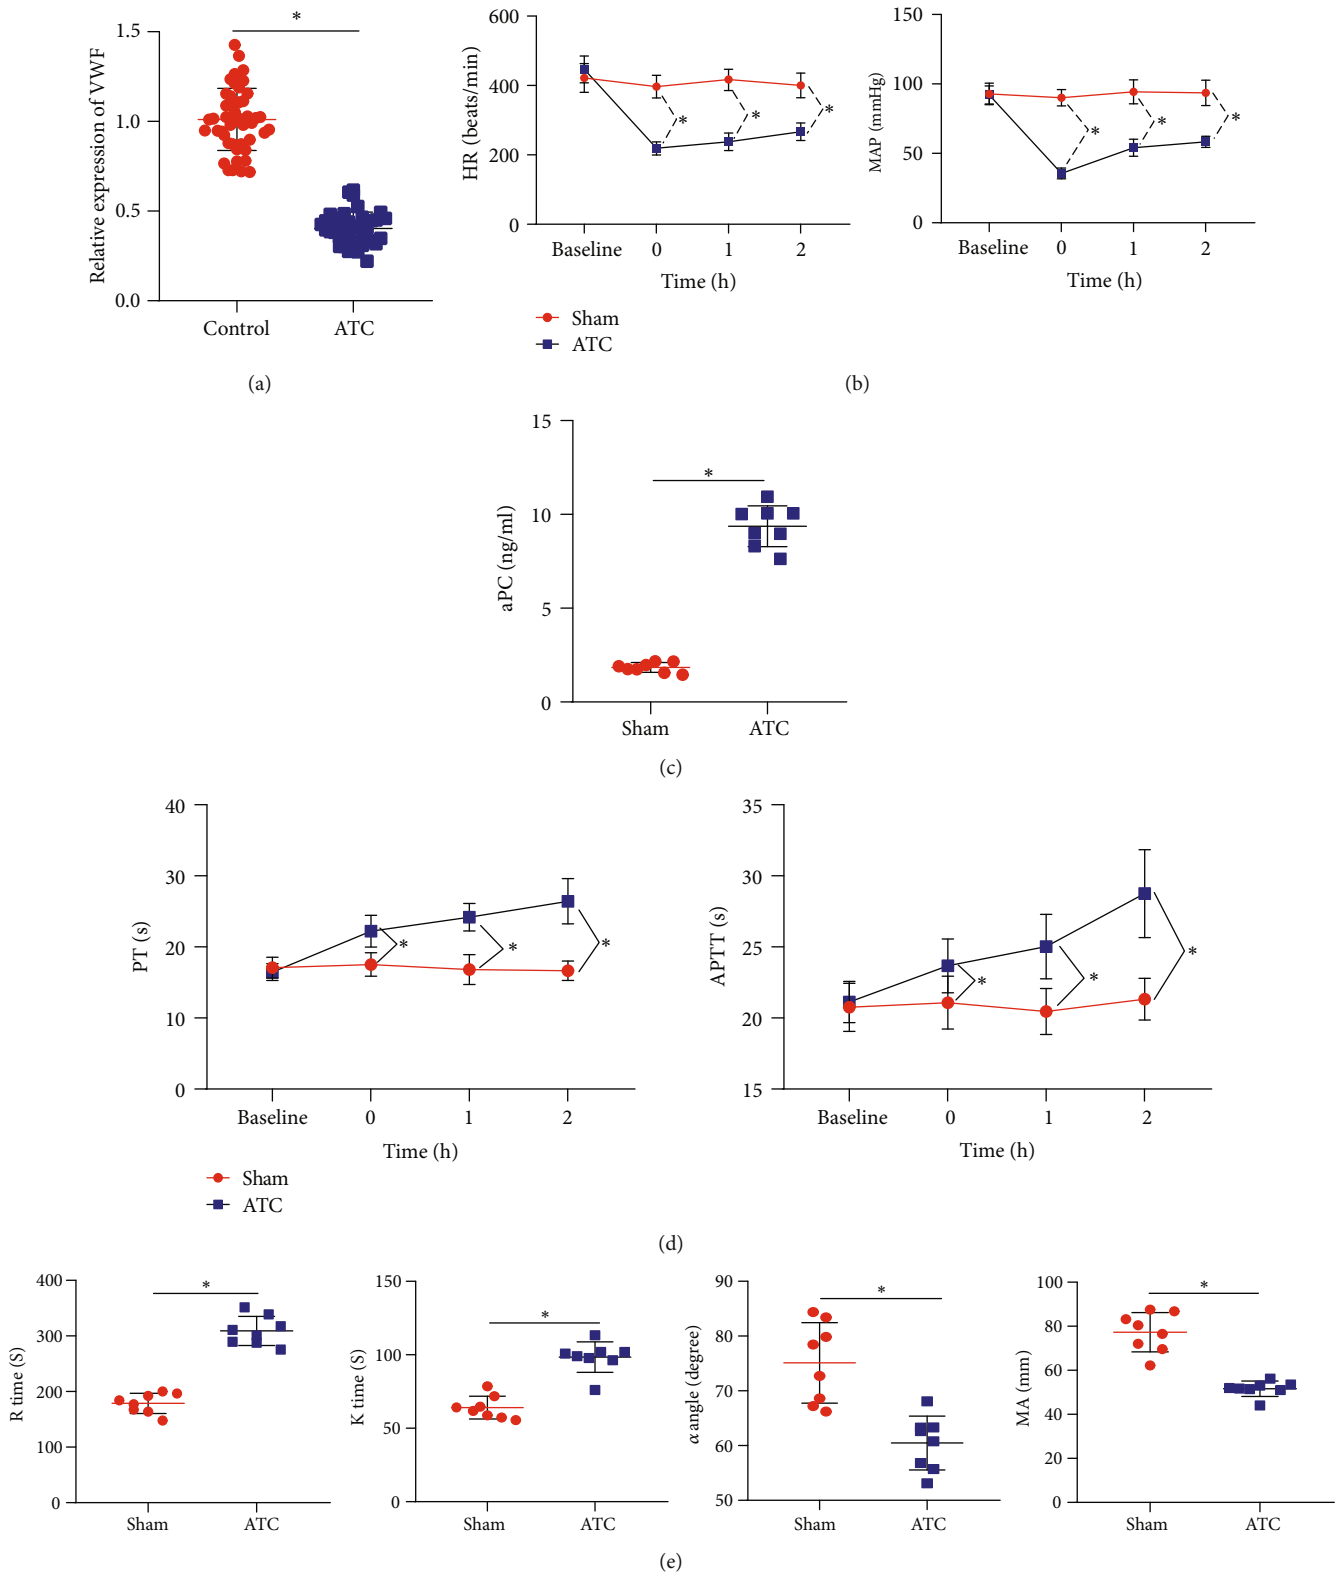 Relative expression of VWF
1.5
1.0
0.5
0.0
*
Control
ATC
(a)
HR (beats/min)
600
400
200
0
*
*
*
Baseline
0
1
2
Time (h)
MAP (mmHg)
150
100
50
0
*
*
*
Baseline
0
1
2
Time (h)
Sham
ATC
(b)
aPC (ng/ml)
15
10
5
0
*
Sham
ATC
(c)
PT (s)
40
30
20
10
0
*
*
*
Baseline
0
1
2
Time (h)
APTT (s)
35
30
25
20
15
*
*
*
Baseline
0
1
2
Time (h)
Sham
ATC
(d)
R time (S)
400
300
200
100
0
*
Sham
ATC
K time (S)
150
100
50
0
*
Sham
ATC
α angle (degree)
90
80
70
60
50
*
Sham
ATC
MA (mm)
100
80
60
40
20
0
*
Sham
ATC
(e)